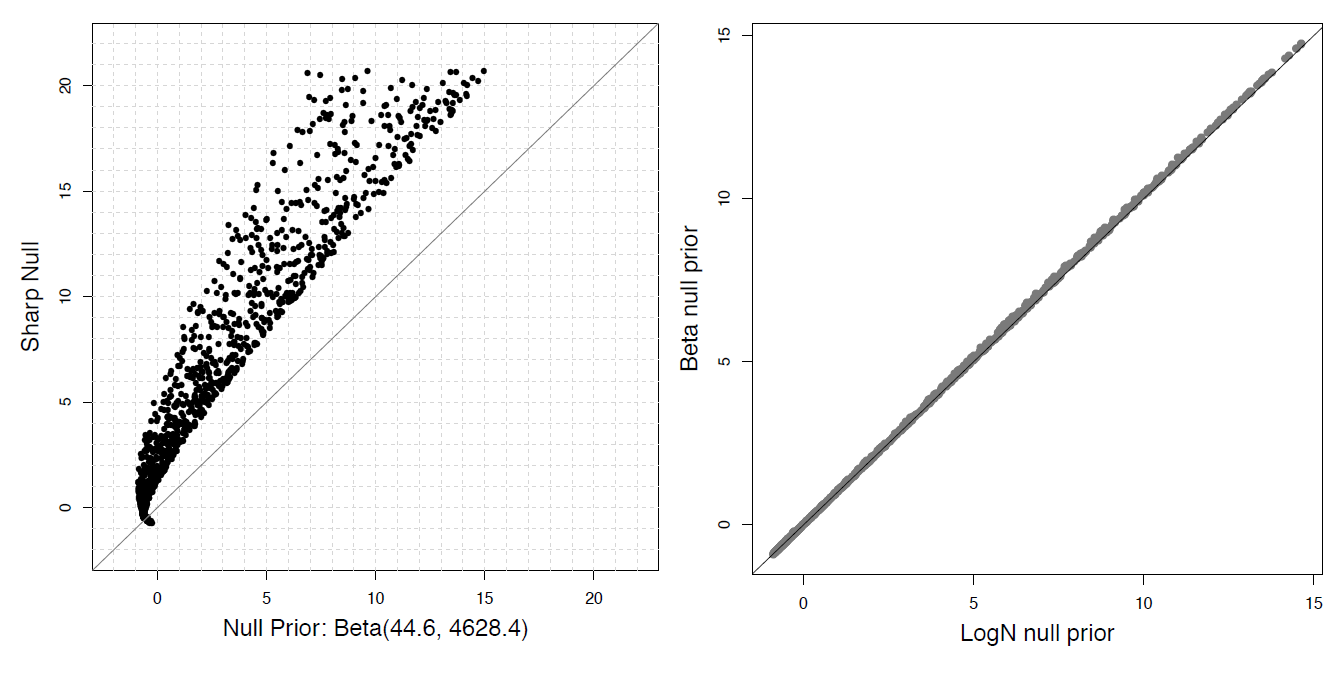 Sharp Null
20
15
10
5
0
0 5 10 15 20
Null Prior: Beta(44.6, 4628.4)
Beta null prior
15
10
5
0
0 5 10 15
LogN null prior